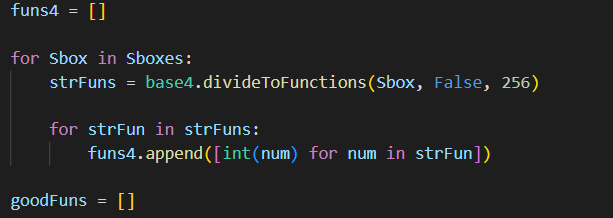 funs4 = []

for Sbox in Sboxes:
    strFuns = base4.divideToFunctions(Sbox, False, 256)

    for strFun in strFuns:
        funs4.append([int(num) for num in strFun])

goodFuns = []